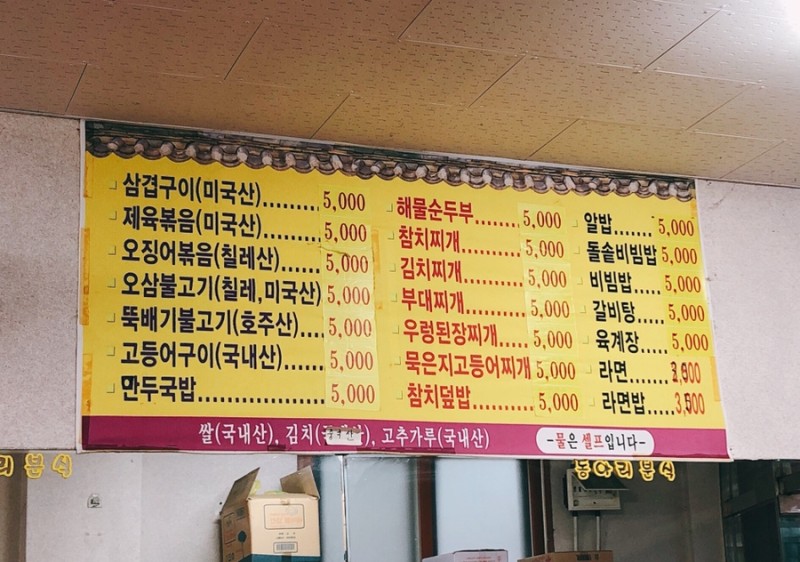 삼겹구이(미국산)......... 5,000
제육볶음(미국산)......... 5,000
오징어볶음(칠레산)...... 5,000
오삼불고기(칠레,미국산) 5,000
뚝배기불고기(호주산).... 5,000
고등어구이(국내산)....... 5,000
만두국밥..................... 5,000
해물순두부........ 5,000
참치찌개........... 5,000
김치찌개........... 5,000
부대찌개........... 5,000
우렁된장찌개..... 5,000
묵은지고등어찌개 5,000
참치덮밥........... 5,000
알밥....... 5,000
돌솥비빔밥 5,000
비빔밥..... 5,000
갈비탕..... 5,000
육계장..... 5,000
라면.......
라면밥.....
쌀(국내산), 김치( ), 고추가루(국내산)
-물은 셀프입니다-
리분식
동아리분식